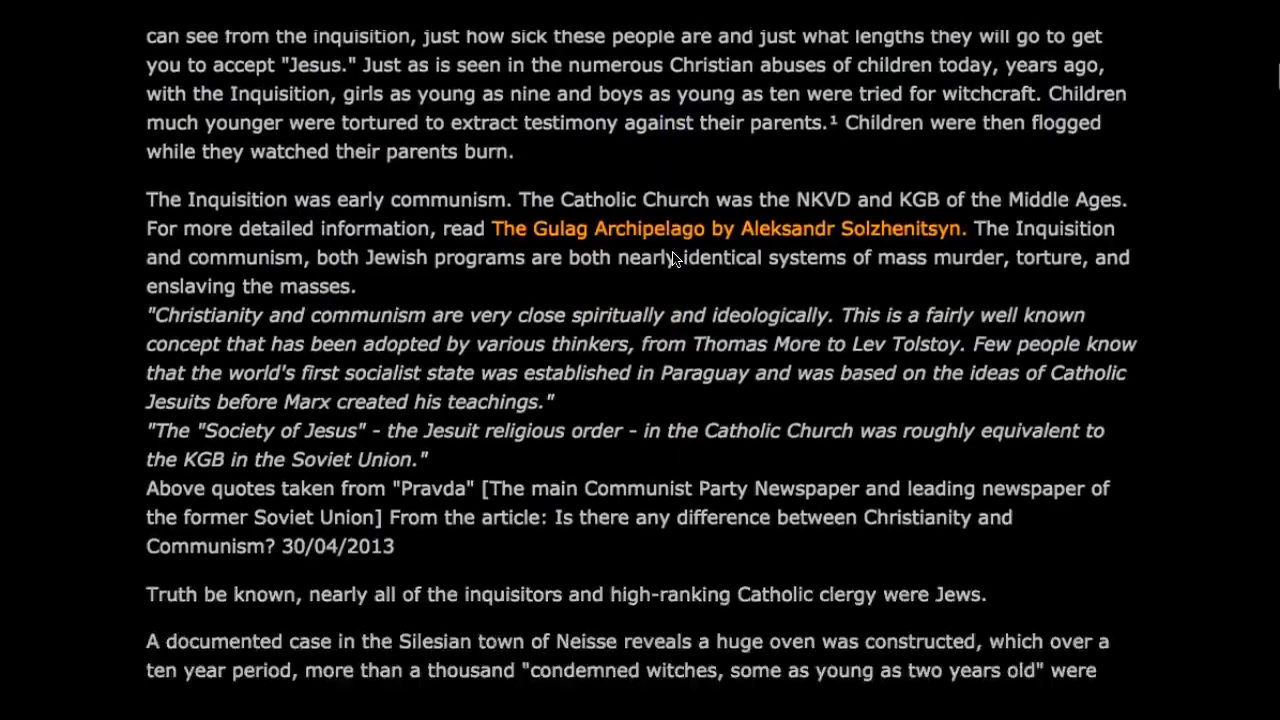 can see from the inquisition, just how sick these people are and just what lengths they will go to get
you to accept "Jesus." Just as is seen in the numerous Christian abuses of children today, years ago,
with the Inquisition, girls as young as nine and boys as young as ten were tried for witchcraft. Children
much younger were tortured to extract testimony against their parents.¹ Children were then flogged
while they watched their parents burn.
The Inquisition was early communism. The Catholic Church was the NKVD and KGB of the Middle Ages.
For more detailed information, read The Gulag Archipelago by Aleksandr Solzhenitsyn. The Inquisition
and communism, both Jewish programs are both nearly identical systems of mass murder, torture, and
enslaving the masses.
"Christianity and communism are very close spiritually and ideologically. This is a fairly well known
concept that has been adopted by various thinkers, from Thomas More to Lev Tolstoy. Few people know
that the world's first socialist state was established in Paraguay and was based on the ideas of Catholic
Jesuits before Marx created his teachings."
"The "Society of Jesus" - the Jesuit religious order - in the Catholic Church was roughly equivalent to
the KGB in the Soviet Union."
Above quotes taken from "Pravda" [The main Communist Party Newspaper and leading newspaper of
the former Soviet Union] From the article: Is there any difference between Christianity and
Communism? 30/04/2013
Truth be known, nearly all of the inquisitors and high-ranking Catholic clergy were Jews.
A documented case in the Silesian town of Neisse reveals a huge oven was constructed, which over a
ten year period, more than a thousand "condemned witches, some as young as two years old" were